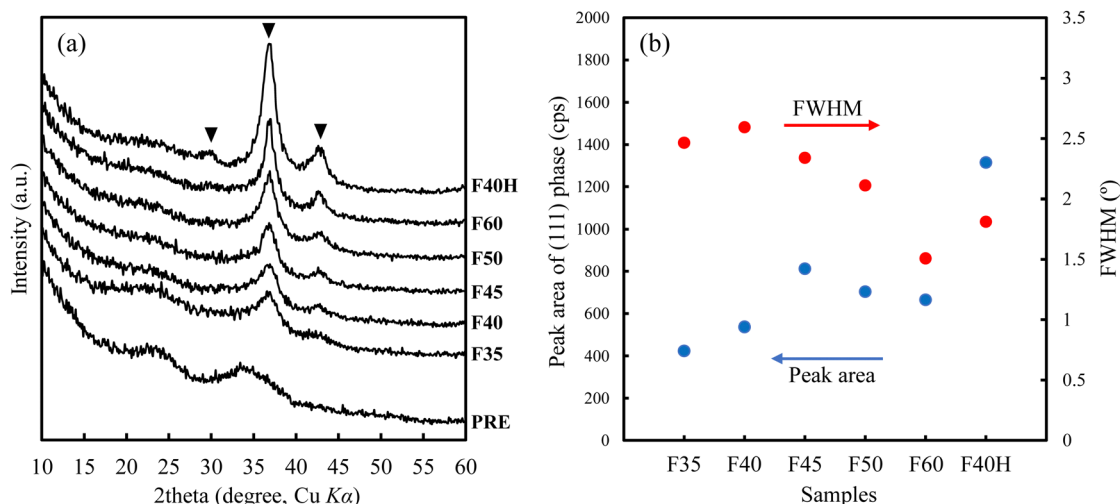 (a)
Intensity (a.u.)
F40H
F60
F50
F45
F40
F35
PRE
10 15 20 25 30 35 40 45 50 55 60
2theta (degree, Cu Kα)
(b)
Peak area of (111) phase (cps)
2000
1800
1600
1400
1200
1000
800
600
400
200
0
FWHM
Peak area
3.5
3
2.5
2
1.5
1
0.5
0
FWHM (º)
F35 F40 F45 F50 F60 F40H
Samples